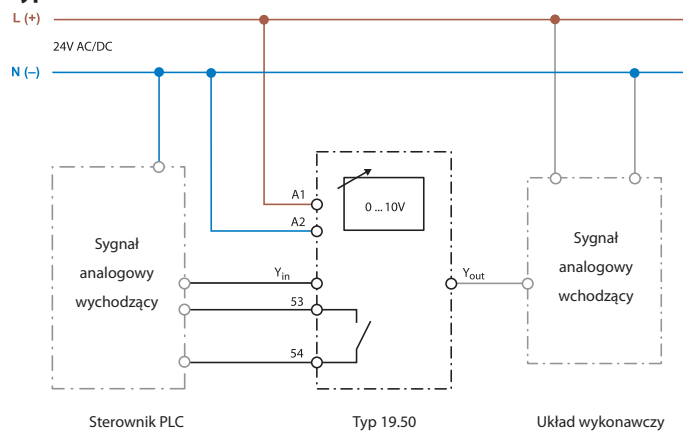 L (+)
24V AC/DC
N (–)
A1
0 ... 10V
A2
Sygnał
analogowy
wychodzący
Sygnał
analogowy
wchodzący
Yin
Yout
53
54
Sterownik PLC
Typ 19.50
Układ wykonawczy